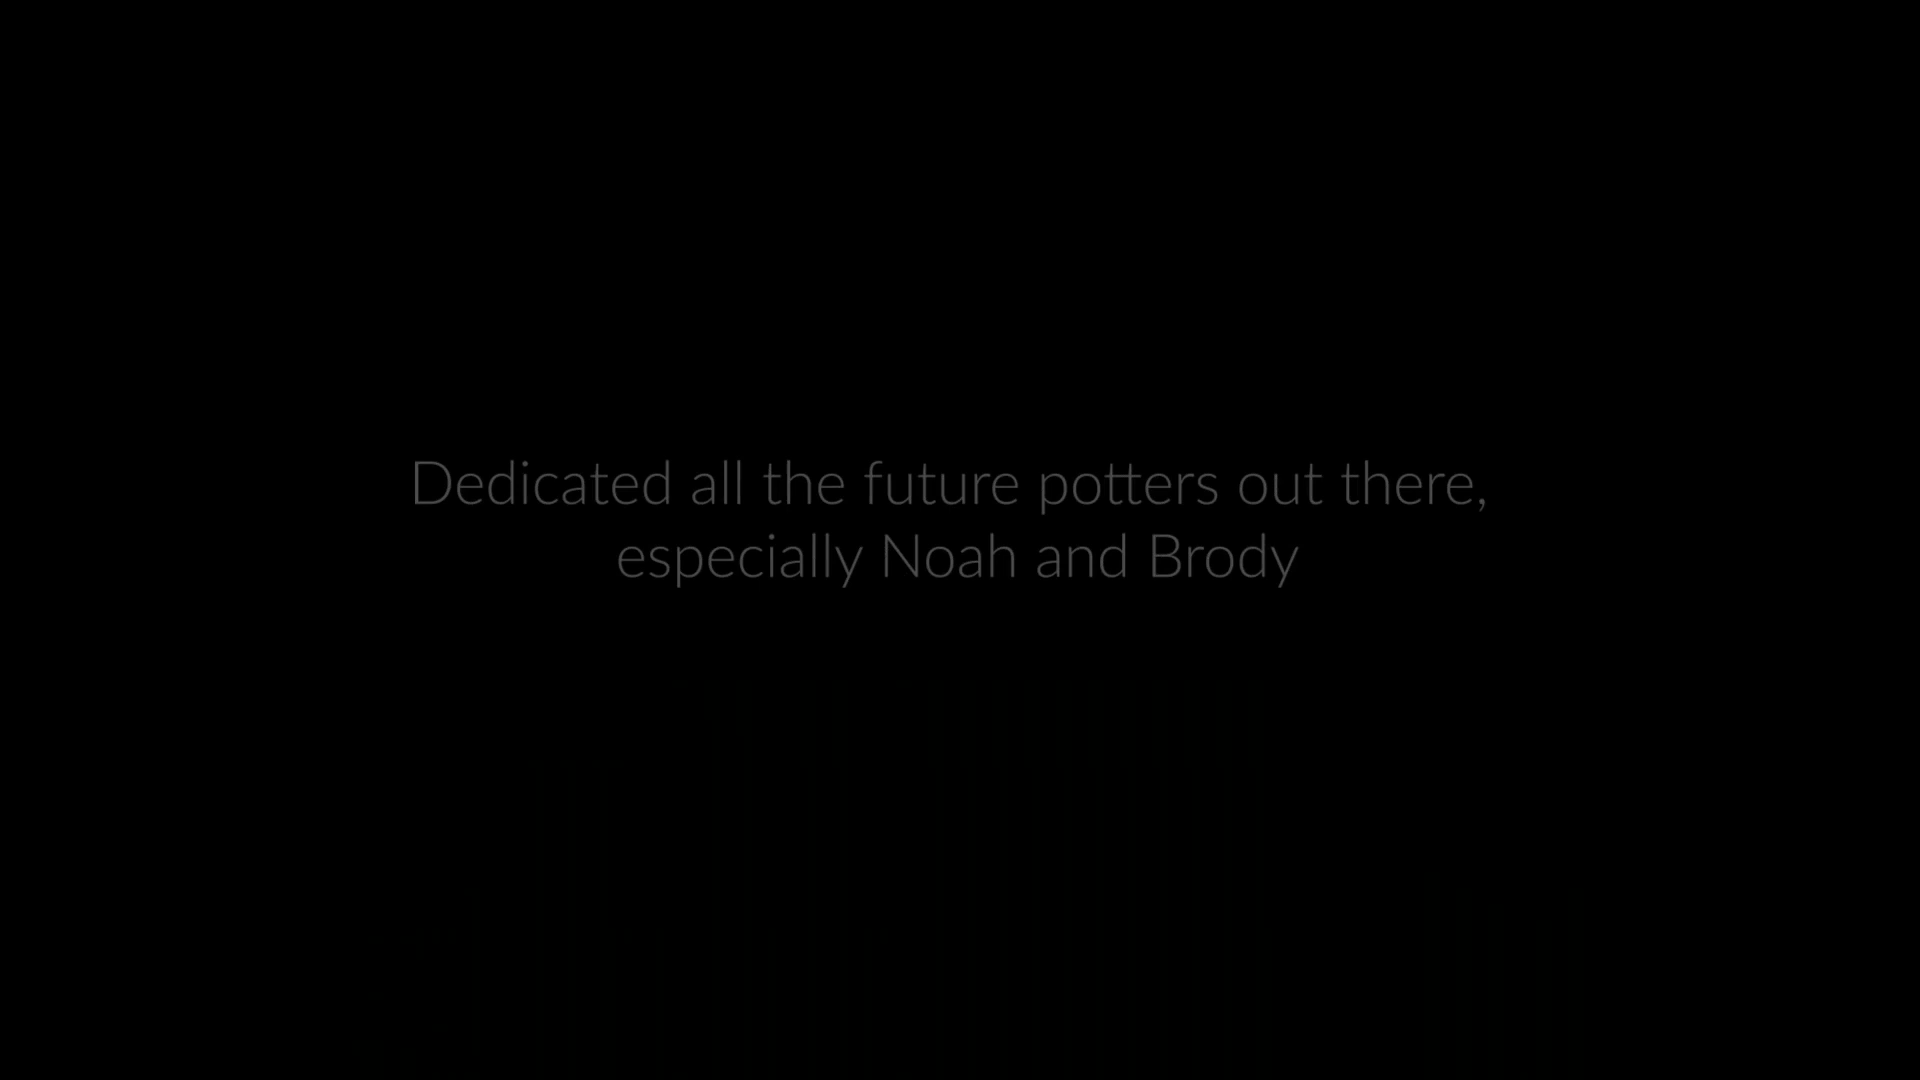 Dedicated all the future potters out there,
especially Noah and Brody